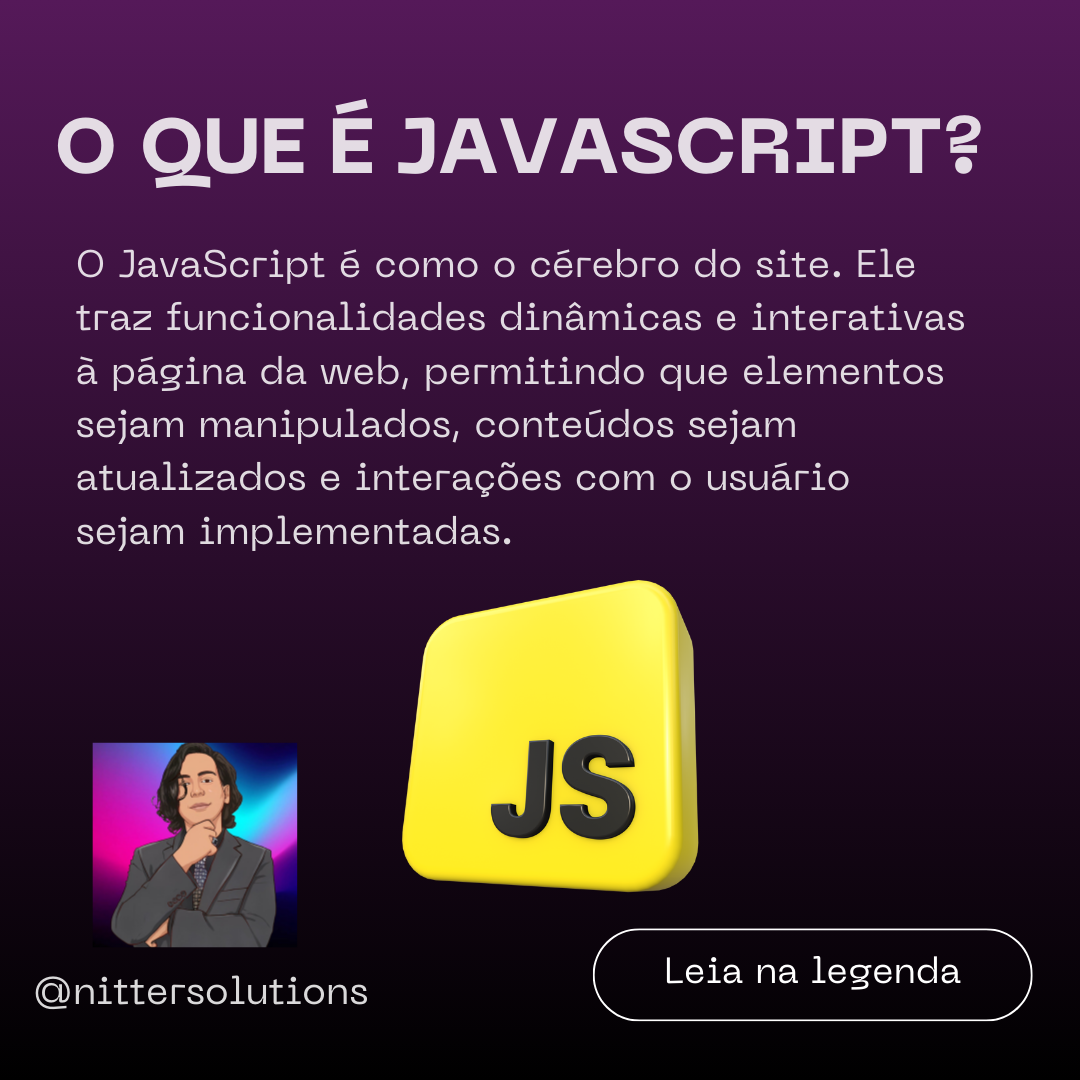 O QUE É JAVASCRIPT?
O JavaScript é como o cérebro do site. Ele
traz funcionalidades dinâmicas e interativas
à página da web, permitindo que elementos
sejam manipulados, conteúdos sejam
atualizados e interações com o usuário
sejam implementadas.
JS
@nittersolutions
Leia na legenda